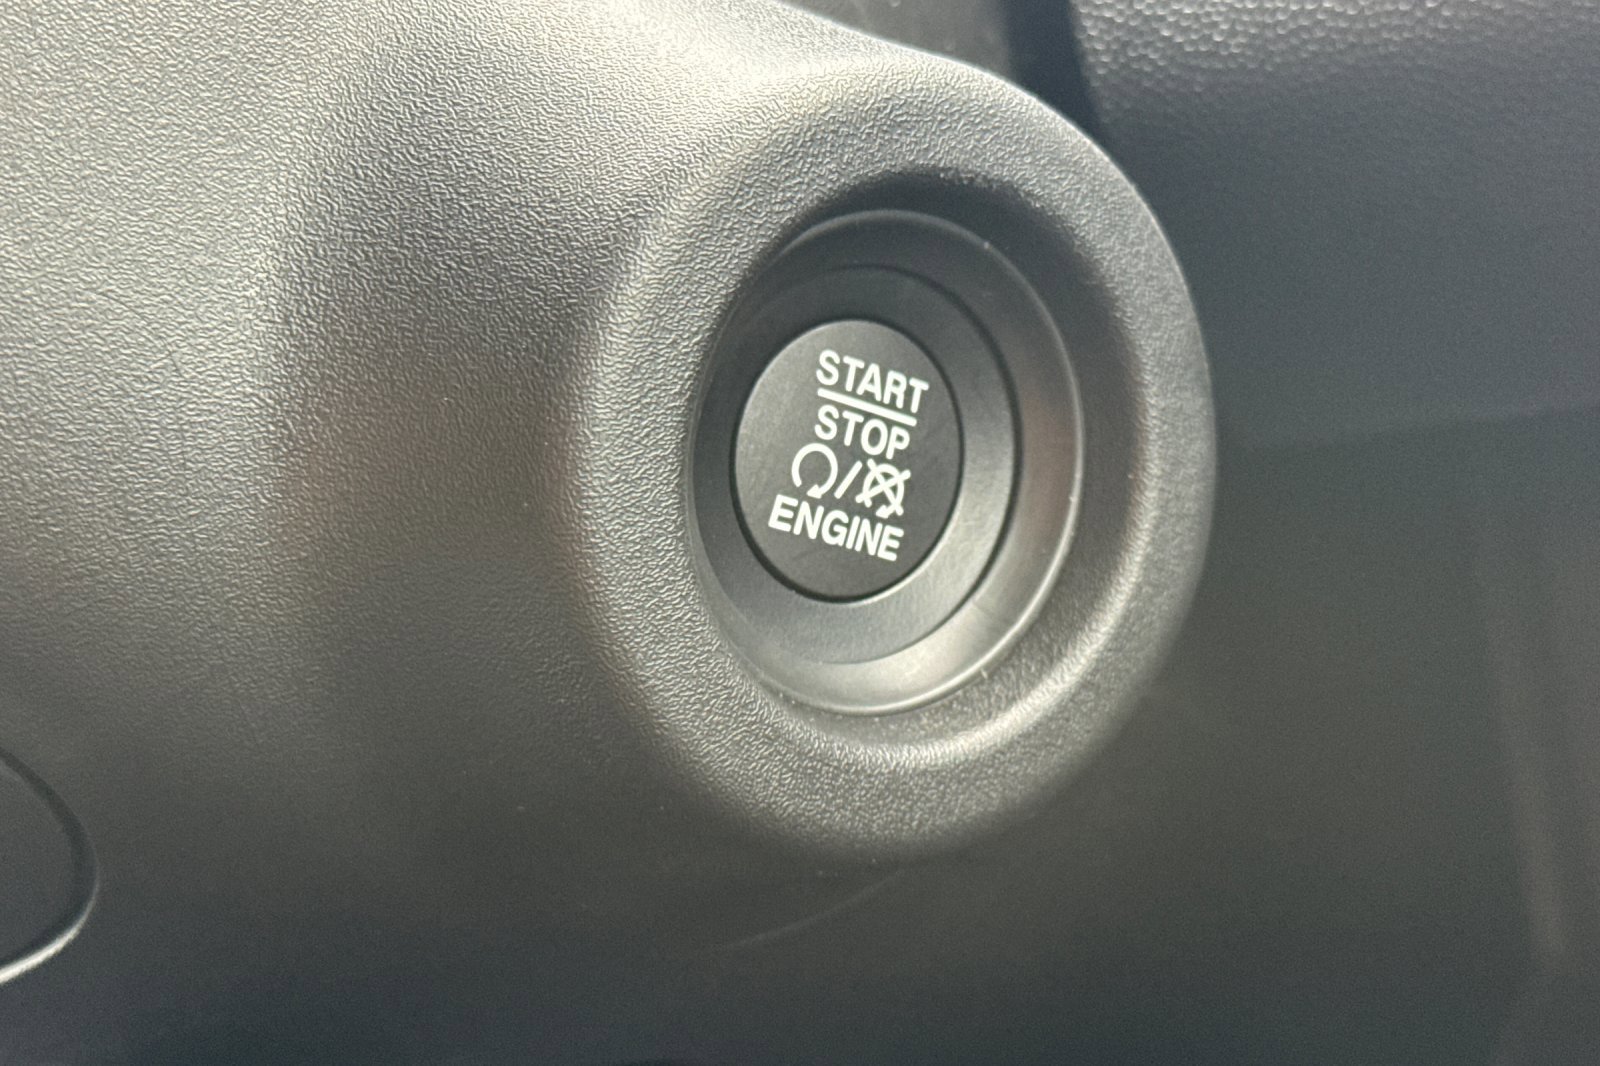 START
STOP
/
ENGINE